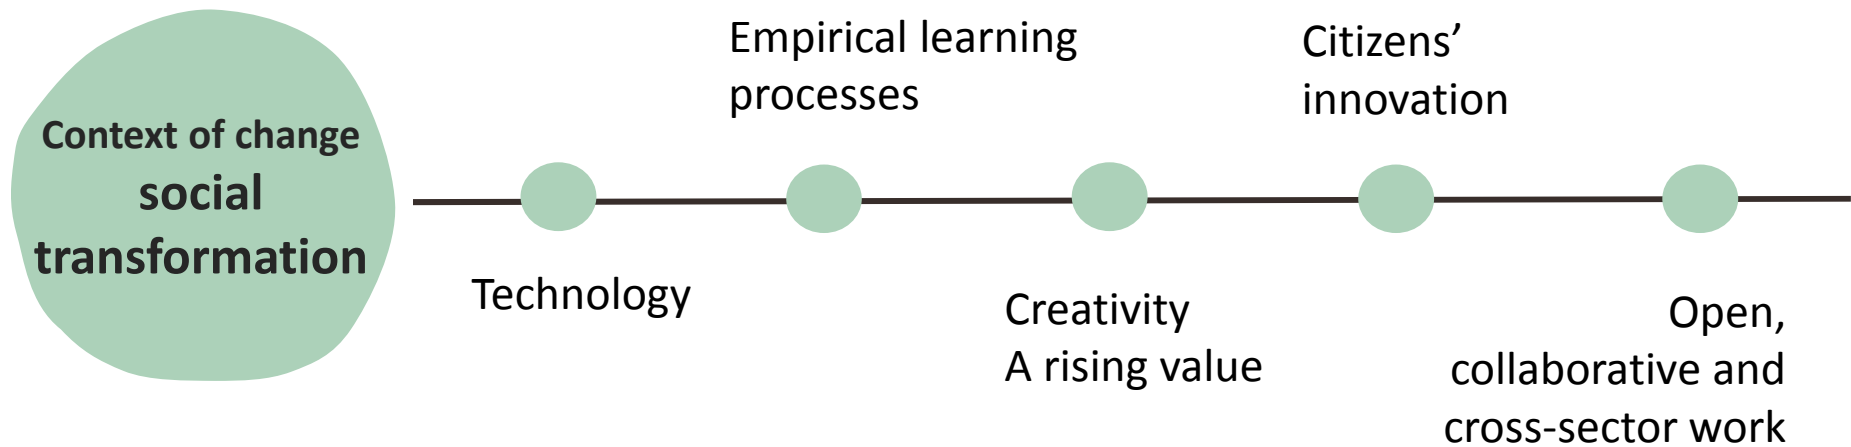 Context of change
social
transformation
Technology
Empirical learning
processes
Creativity
A rising value
Citizens’
innovation
Open,
collaborative and
cross-sector work